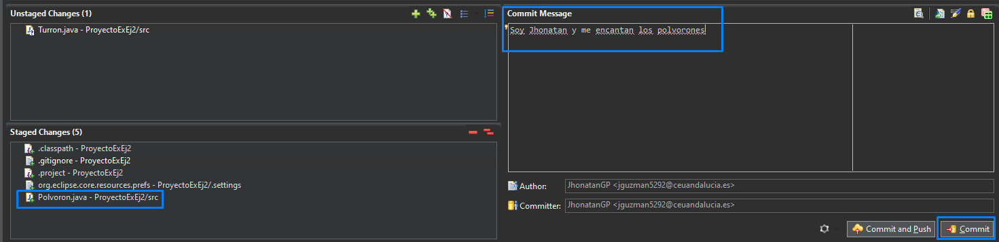 Unstaged Changes (1)
Turron.java - ProyectoExEj2/src
Staged Changes (5)
.classpath - ProyectoExEj2
.gitignore - ProyectoExEj2
.project - ProyectoExEj2
org.eclipse.core.resources.prefs - ProyectoExEj2/.settings
Polvoron.java - ProyectoExEj2/src
Commit Message
Soy Jhonatan y me encantan los polvorones
Author: JhonatanGP <jguzman5292@ceuandalucia.es>
Committer: JhonatanGP <jguzman5292@ceuandalucia.es>
Commit and Push Commit